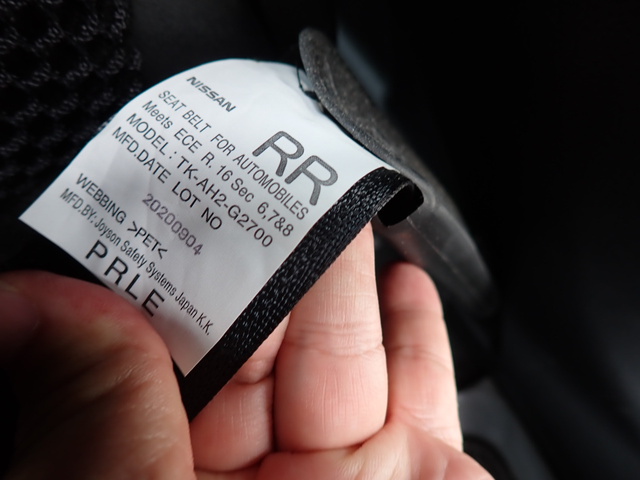 NISSAN
SEAT BELT FOR AUTOMOBILES
Meets ECE R. 16 Sec 6,7&8
MODEL : TK-AH2-G2700
MFD.DATE LOT NO
20200904
RR
WEBBING >PET<
MFD.BY: Joyson Safety Systems Japan K.K.
PRLE